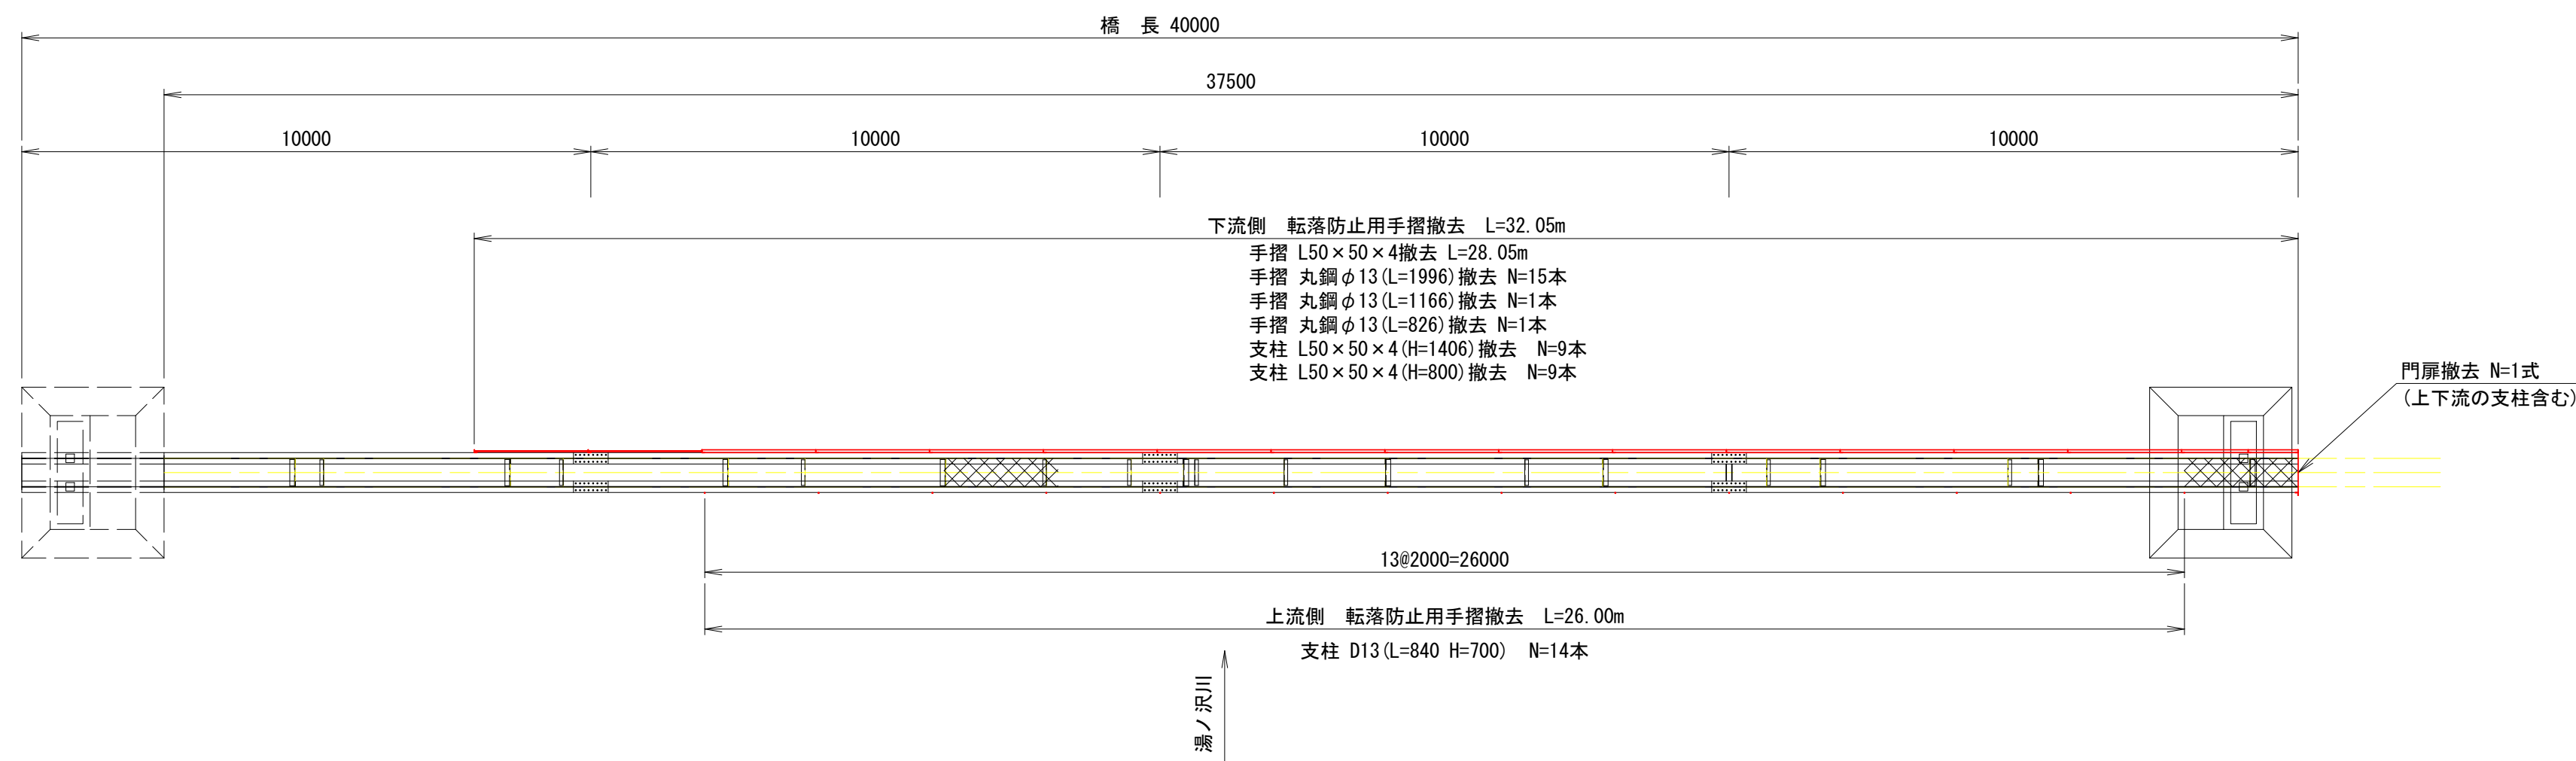 橋　長 40000
37500
10000
10000
10000
10000
下流側　転落防止用手摺撤去　L=32.05m
手摺 L50×50×4撤去 L=28.05m
手摺 丸鋼φ13(L=1996)撤去 N=15本
手摺 丸鋼φ13(L=1166)撤去 N=1本
手摺 丸鋼φ13(L=826)撤去 N=1本
支柱 L50×50×4(H=1406)撤去　N=9本
支柱 L50×50×4(H=800)撤去　N=9本
門扉撤去 N=1式
(上下流の支柱含む)
13@2000=26000
上流側　転落防止用手摺撤去　L=26.00m
支柱 D13(L=840 H=700)　N=14本
湯ノ沢川